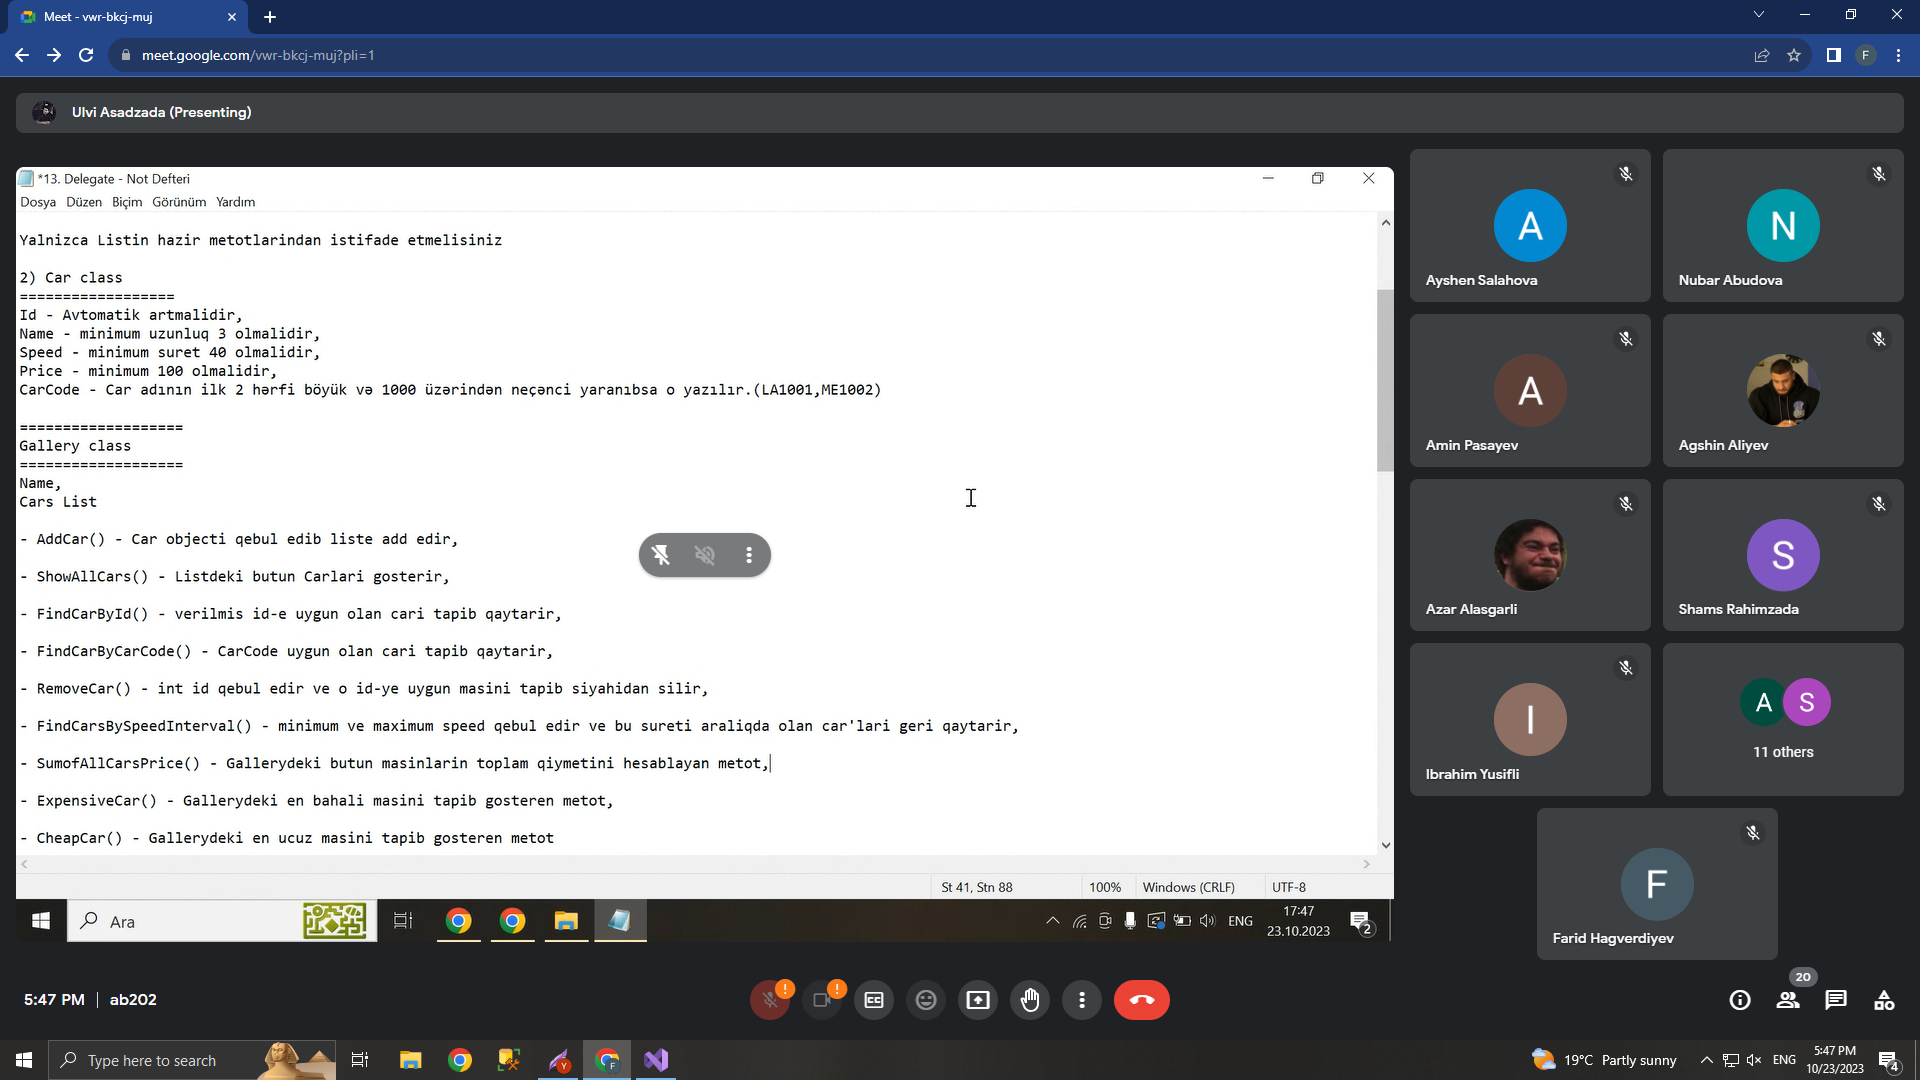 Meet - vwr-bkcj-muj
meet.google.com/vwr-bkcj-muj?pli=1
F
Ulvi Asadzada (Presenting)
*13. Delegate - Not Defteri
Dosya Düzen Biçim Görünüm Yardım
Yalnizca Listin hazir metotlarindan istifade etmelisiniz
2) Car class
==================
Id - Avtomatik artmalidir,
Name - minimum uzunluq 3 olmalidir,
Speed - minimum suret 40 olmalidir,
Price - minimum 100 olmalidir,
CarCode - Car adının ilk 2 hərfi böyük və 1000 üzərindən neçənci yaranıbsa o yazılır.(LA1001,ME1002)
===================
Gallery class
===================
Name,
Cars List
- AddCar() - Car objecti qebul edib liste add edir,
- ShowAllCars() - Listdeki butun Carlari gosterir,
- FindCarById() - verilmis id-e uygun olan cari tapib qaytarir,
- FindCarByCarCode() - CarCode uygun olan cari tapib qaytarir,
- RemoveCar() - int id qebul edir ve o id-ye uygun masini tapib siyahidan silir,
- FindCarsBySpeedInterval() - minimum ve maximum speed qebul edir ve bu sureti araliqda olan car'lari geri qaytarir,
- SumofAllCarsPrice() - Gallerydeki butun masinlarin toplam qiymetini hesablayan metot,
- ExpensiveCar() - Gallerydeki en bahali masini tapib gosteren metot,
- CheapCar() - Gallerydeki en ucuz masini tapib gosteren metot
St 41, Stn 88
100%
Windows (CRLF)
UTF-8
Ara
ENG
17:47
23.10.2023
2
A
Ayshen Salahova
N
Nubar Abudova
A
Amin Pasayev
Agshin Aliyev
Azar Alasgarli
S
Shams Rahimzada
I
Ibrahim Yusifli
A S
11 others
F
Farid Hagverdiyev
5:47 PM | ab202
!
!
CC
20
Type here to search
Y
F
19°C Partly sunny
ENG
5:47 PM
10/23/2023
4